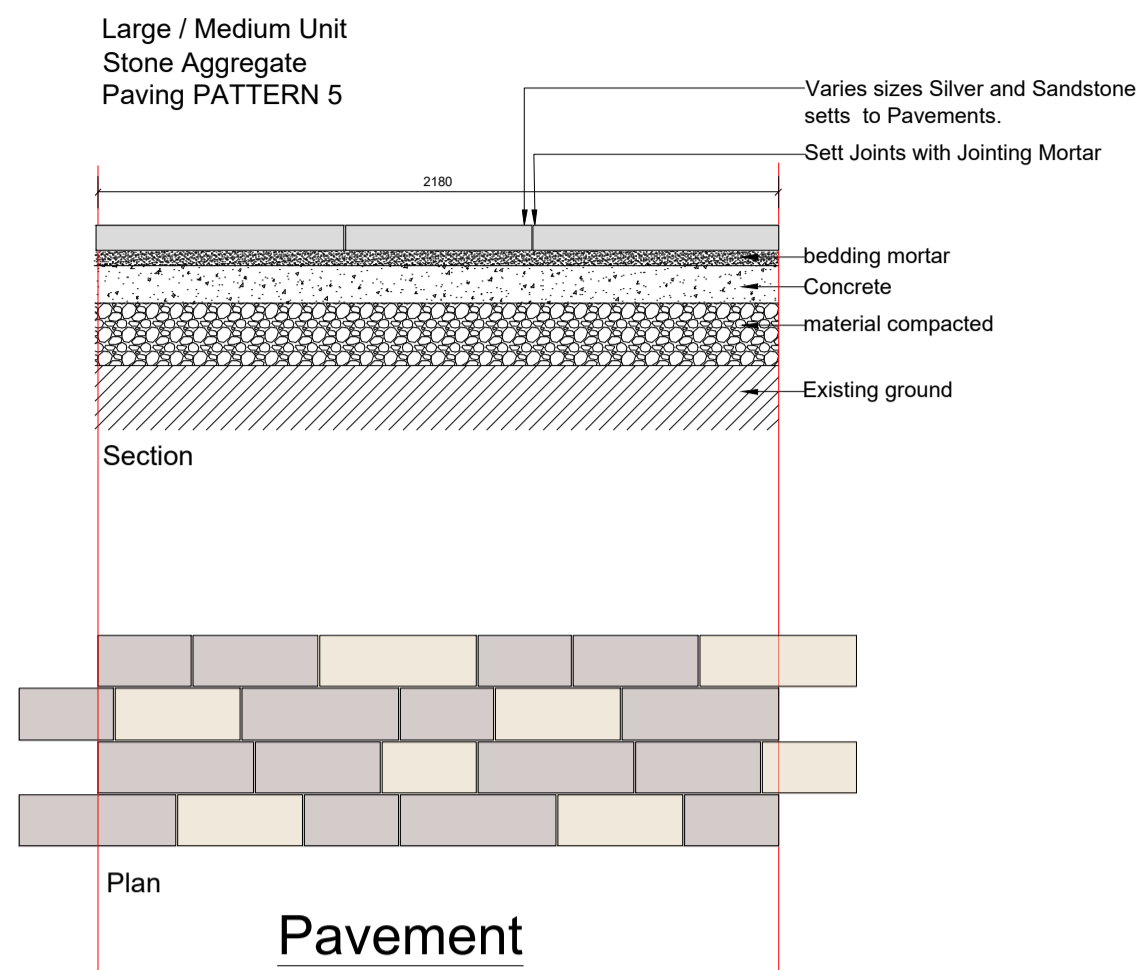 Large / Medium Unit
Stone Aggregate
Paving PATTERN 5
Varies sizes Silver and Sandstone
setts to Pavements.
Sett Joints with Jointing Mortar
2180
bedding mortar
Concrete
material compacted
Existing ground
Section
Plan
Pavement